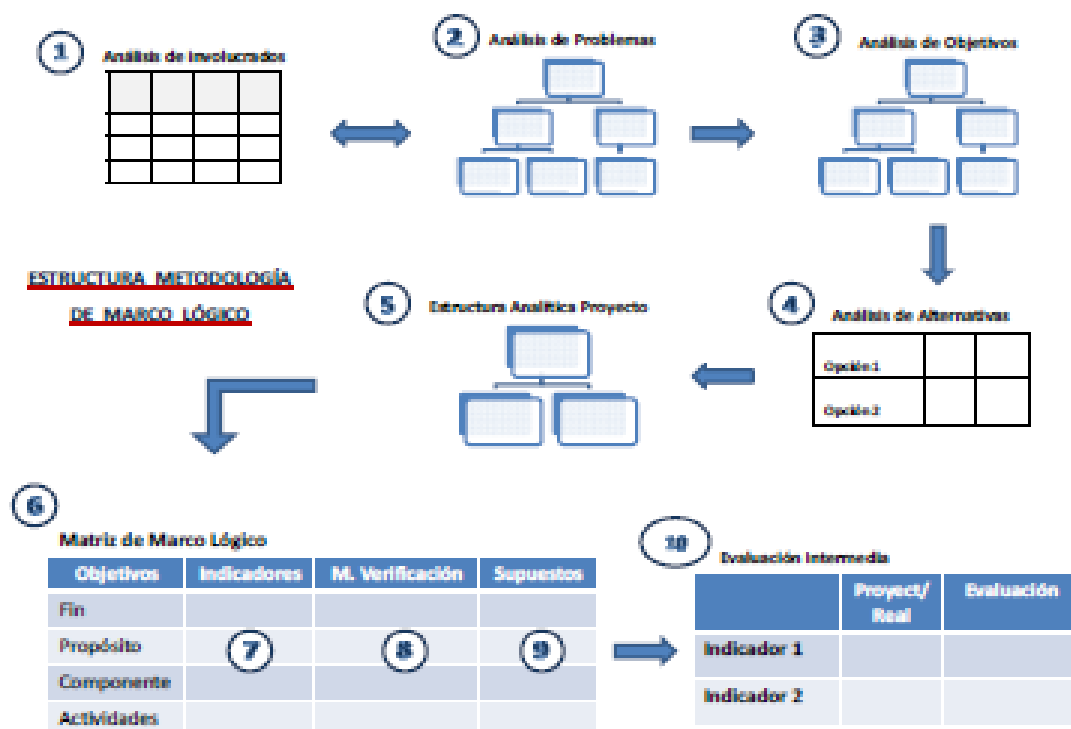 1
Análisis de Involucrados
2
Análisis de Problemas
3
Análisis de Objetivos
ESTRUCTURA METODOLOGÍA
DE MARCO LÓGICO
5
Estructura Analítica Proyecto
4
Análisis de Alternativas
Opción 1
Opción 2
6
Matriz de Marco Lógico
Objetivos Indicadores M. Verificación Supuestos
Fin
Propósito 7 8 9
Componente
Actividades
10
Evaluación Intermedia
Proyect/ Evaluación
Real
Indicador 1
Indicador 2